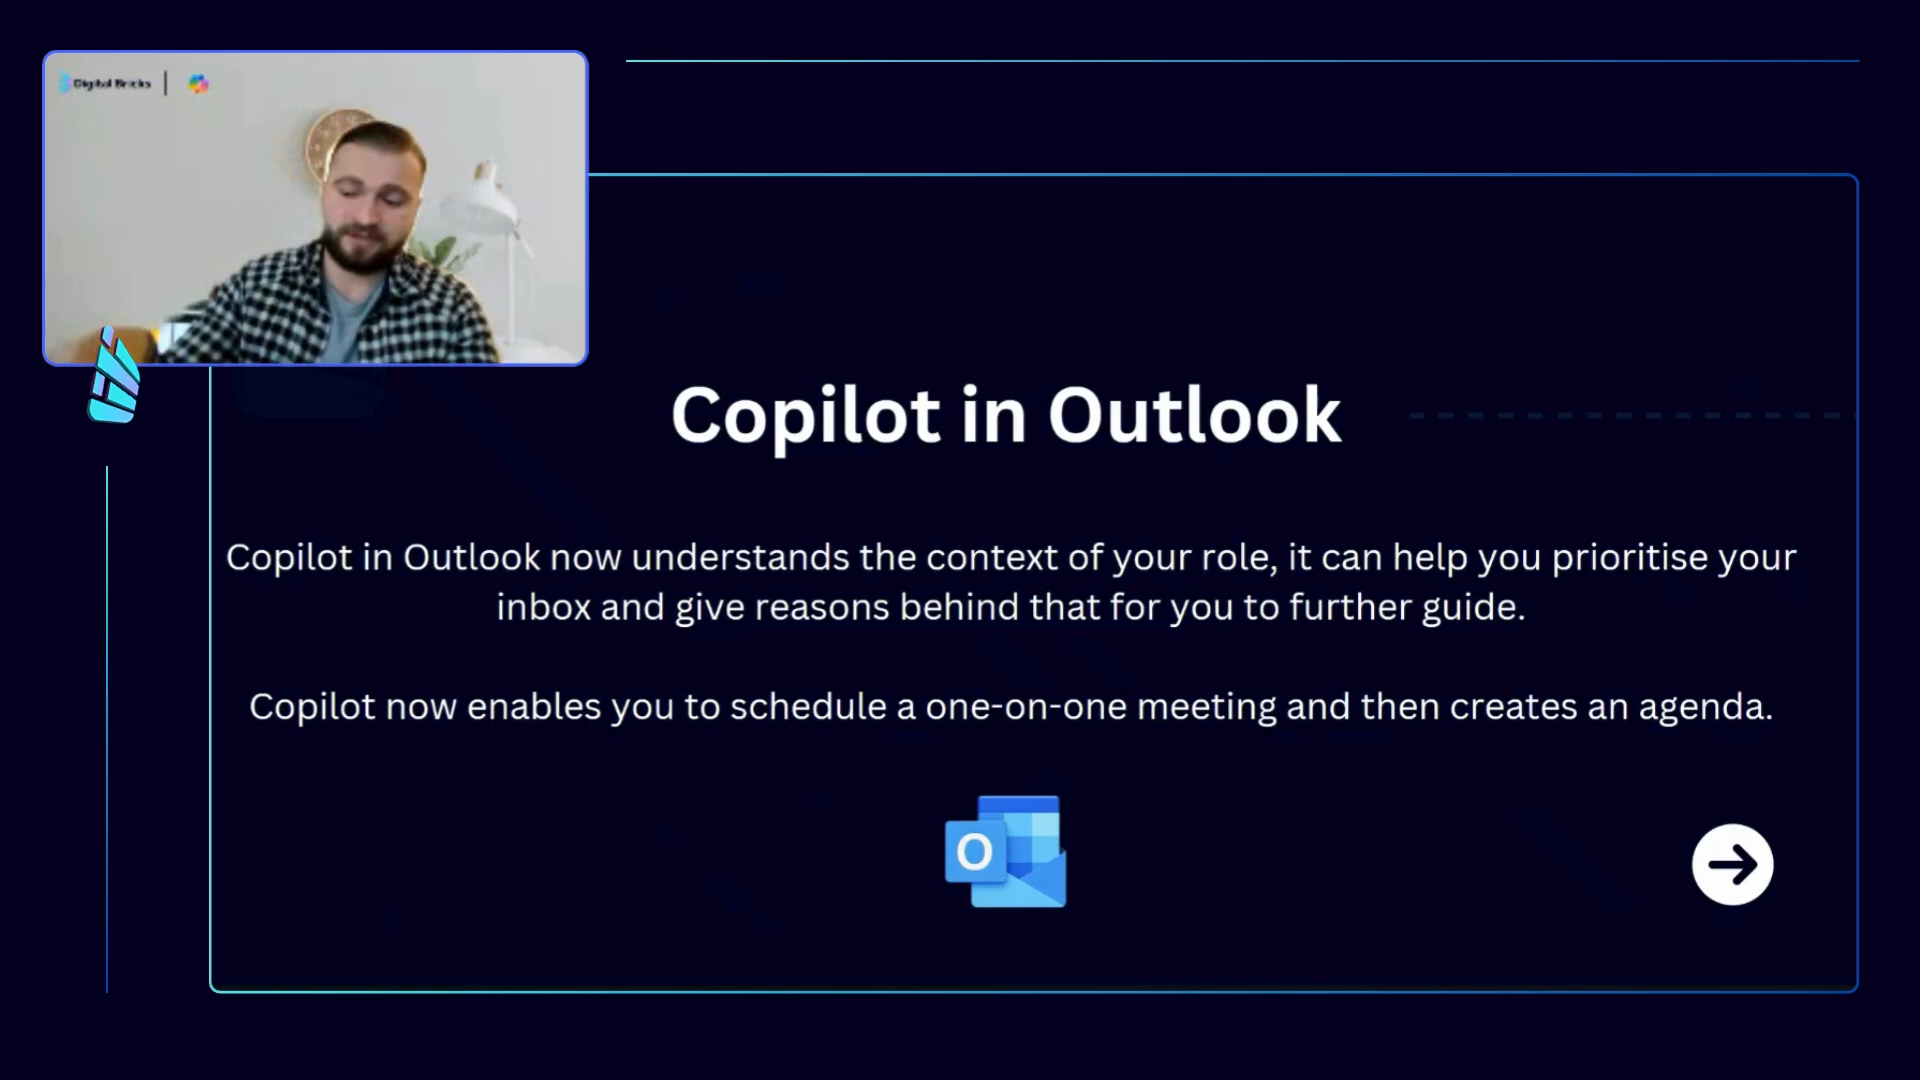 Digital Bricks
Copilot in Outlook
Copilot in Outlook now understands the context of your role, it can help you prioritise your
inbox and give reasons behind that for you to further guide.
Copilot now enables you to schedule a one-on-one meeting and then creates an agenda.
O